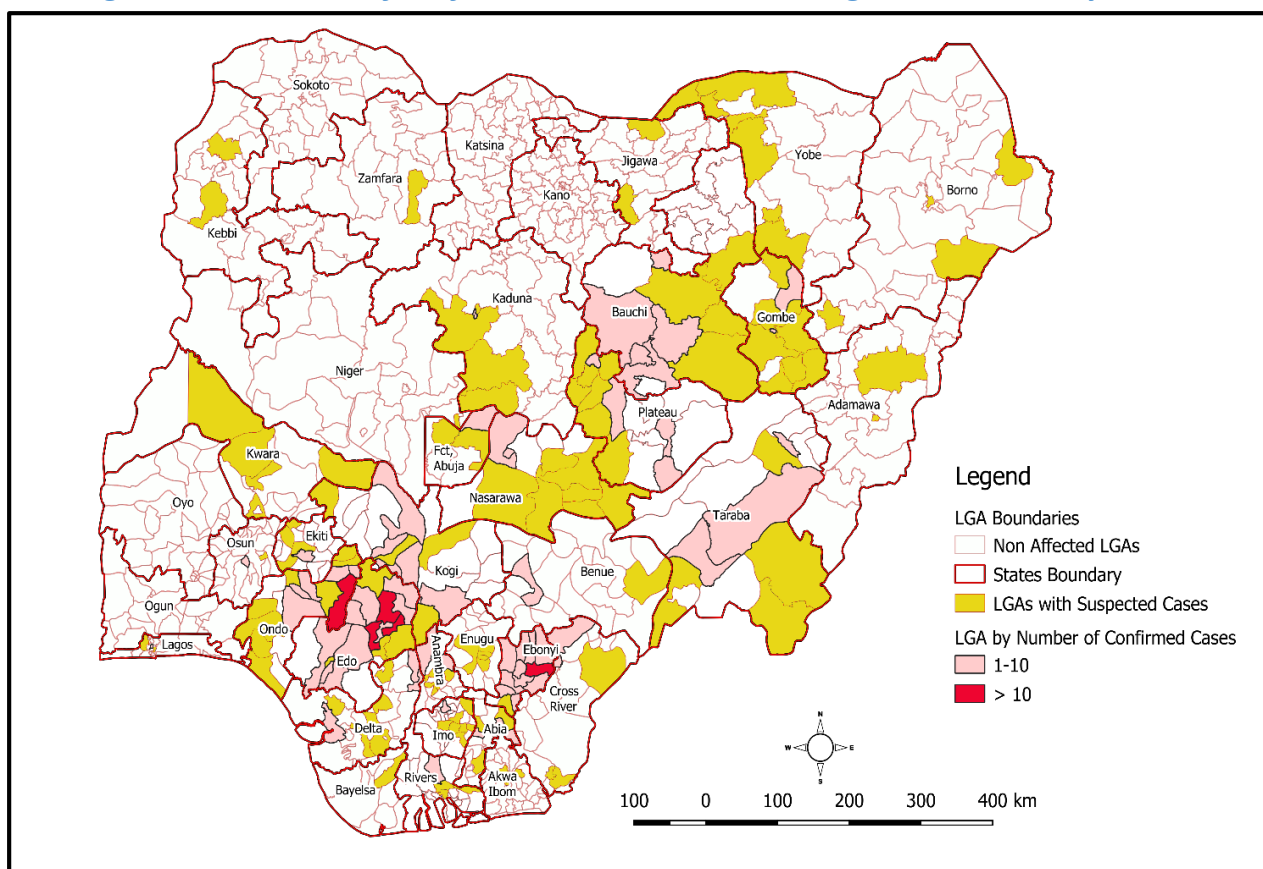 Sokoto
Katsina
Jigawa
Yobe
Zamfara
Kano
Borno
Kebbi
Kaduna
Bauchi
Gombe
Niger
Plateau
Adamawa
Kwara
Fct,
Abuja
Nasarawa
Oyo
Taraba
Osun
Ekiti
Kogi
Benue
Ogun
Ondo
Lagos
Edo
Anambra
Enugu
Ebonyi
Cross
River
Delta
Imo
Abia
Bayelsa
Rivers
Akwa
Ibom
Legend
LGA Boundaries
Non Affected LGAs
States Boundary
LGAs with Suspected Cases
LGA by Number of Confirmed Cases
1-10
> 10
N
W E
S
100 0 100 200 300 400 km